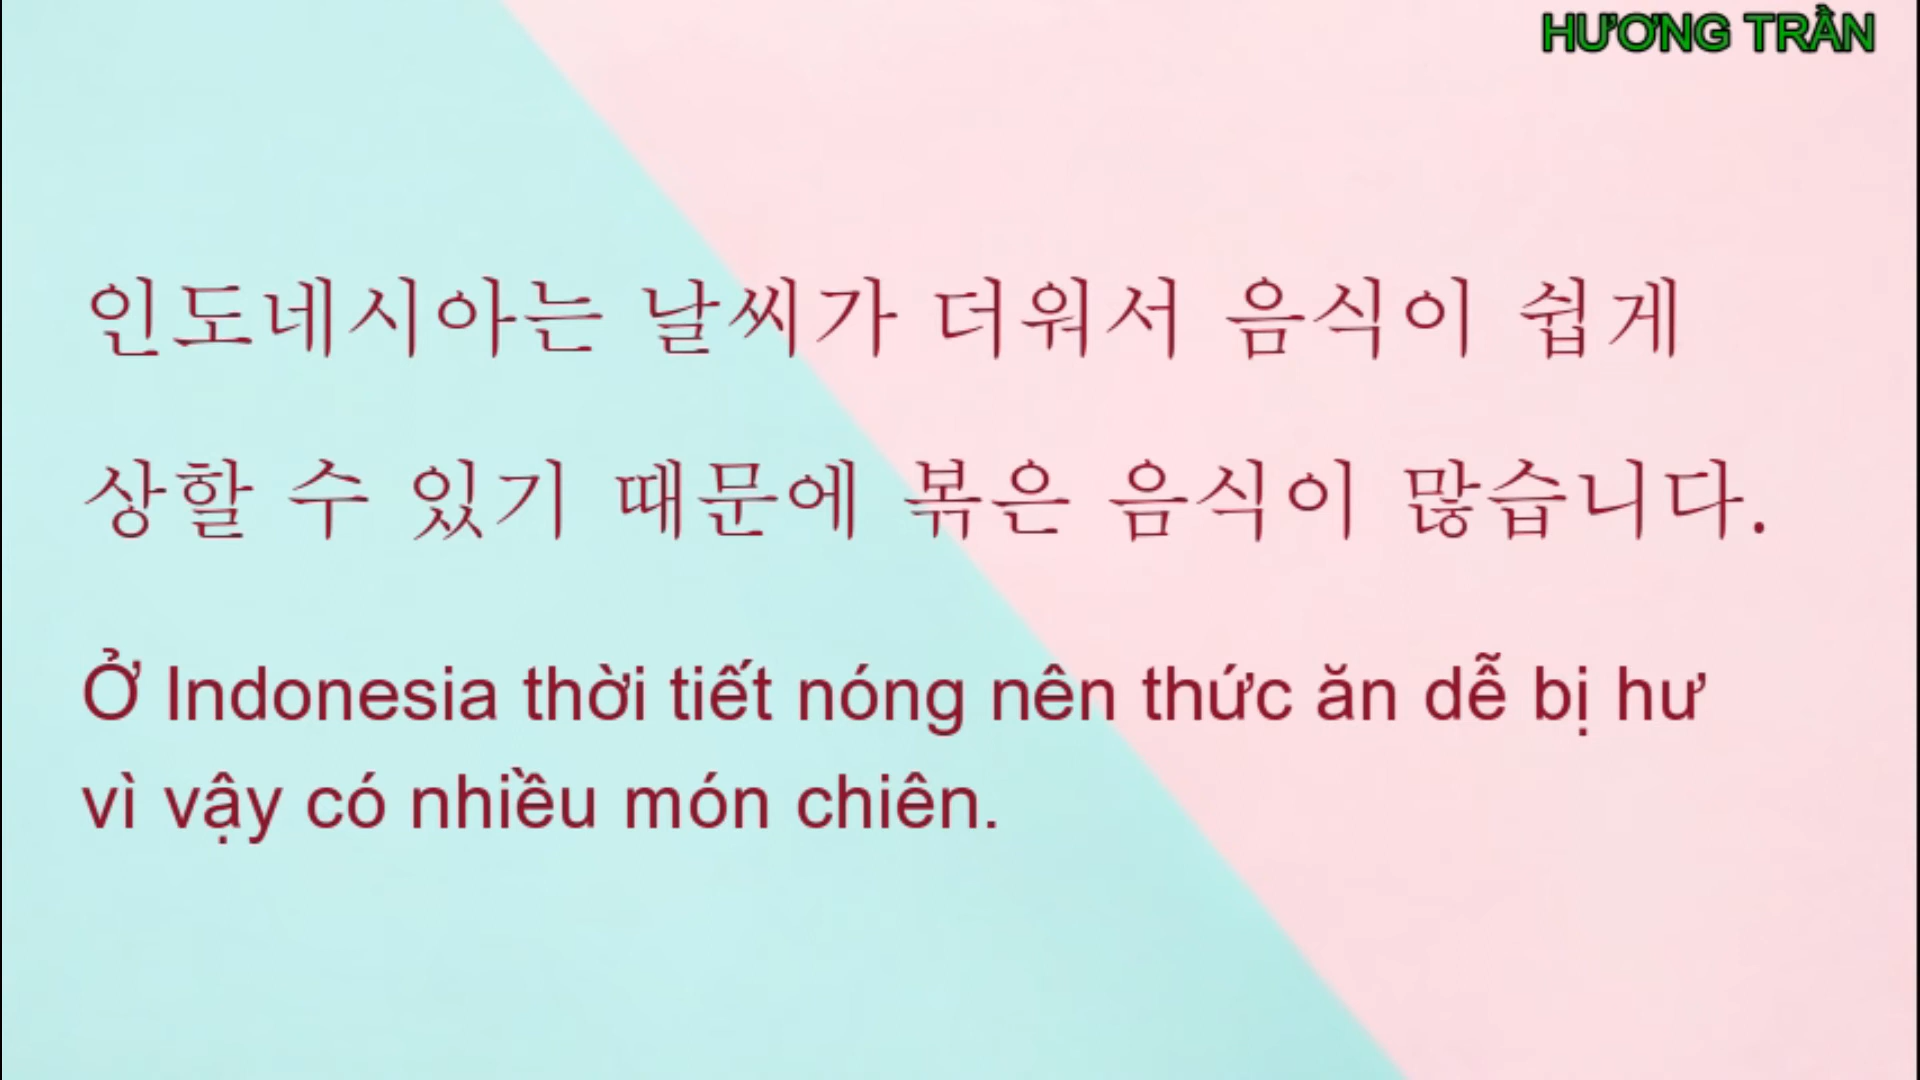 HƯƠNG TRẦN
인도네시아는 날씨가 더워서 음식이 쉽게
상할 수 있기 때문에 볶은 음식이 많습니다.
Ở Indonesia thời tiết nóng nên thức ăn dễ bị hư
vì vậy có nhiều món chiên.